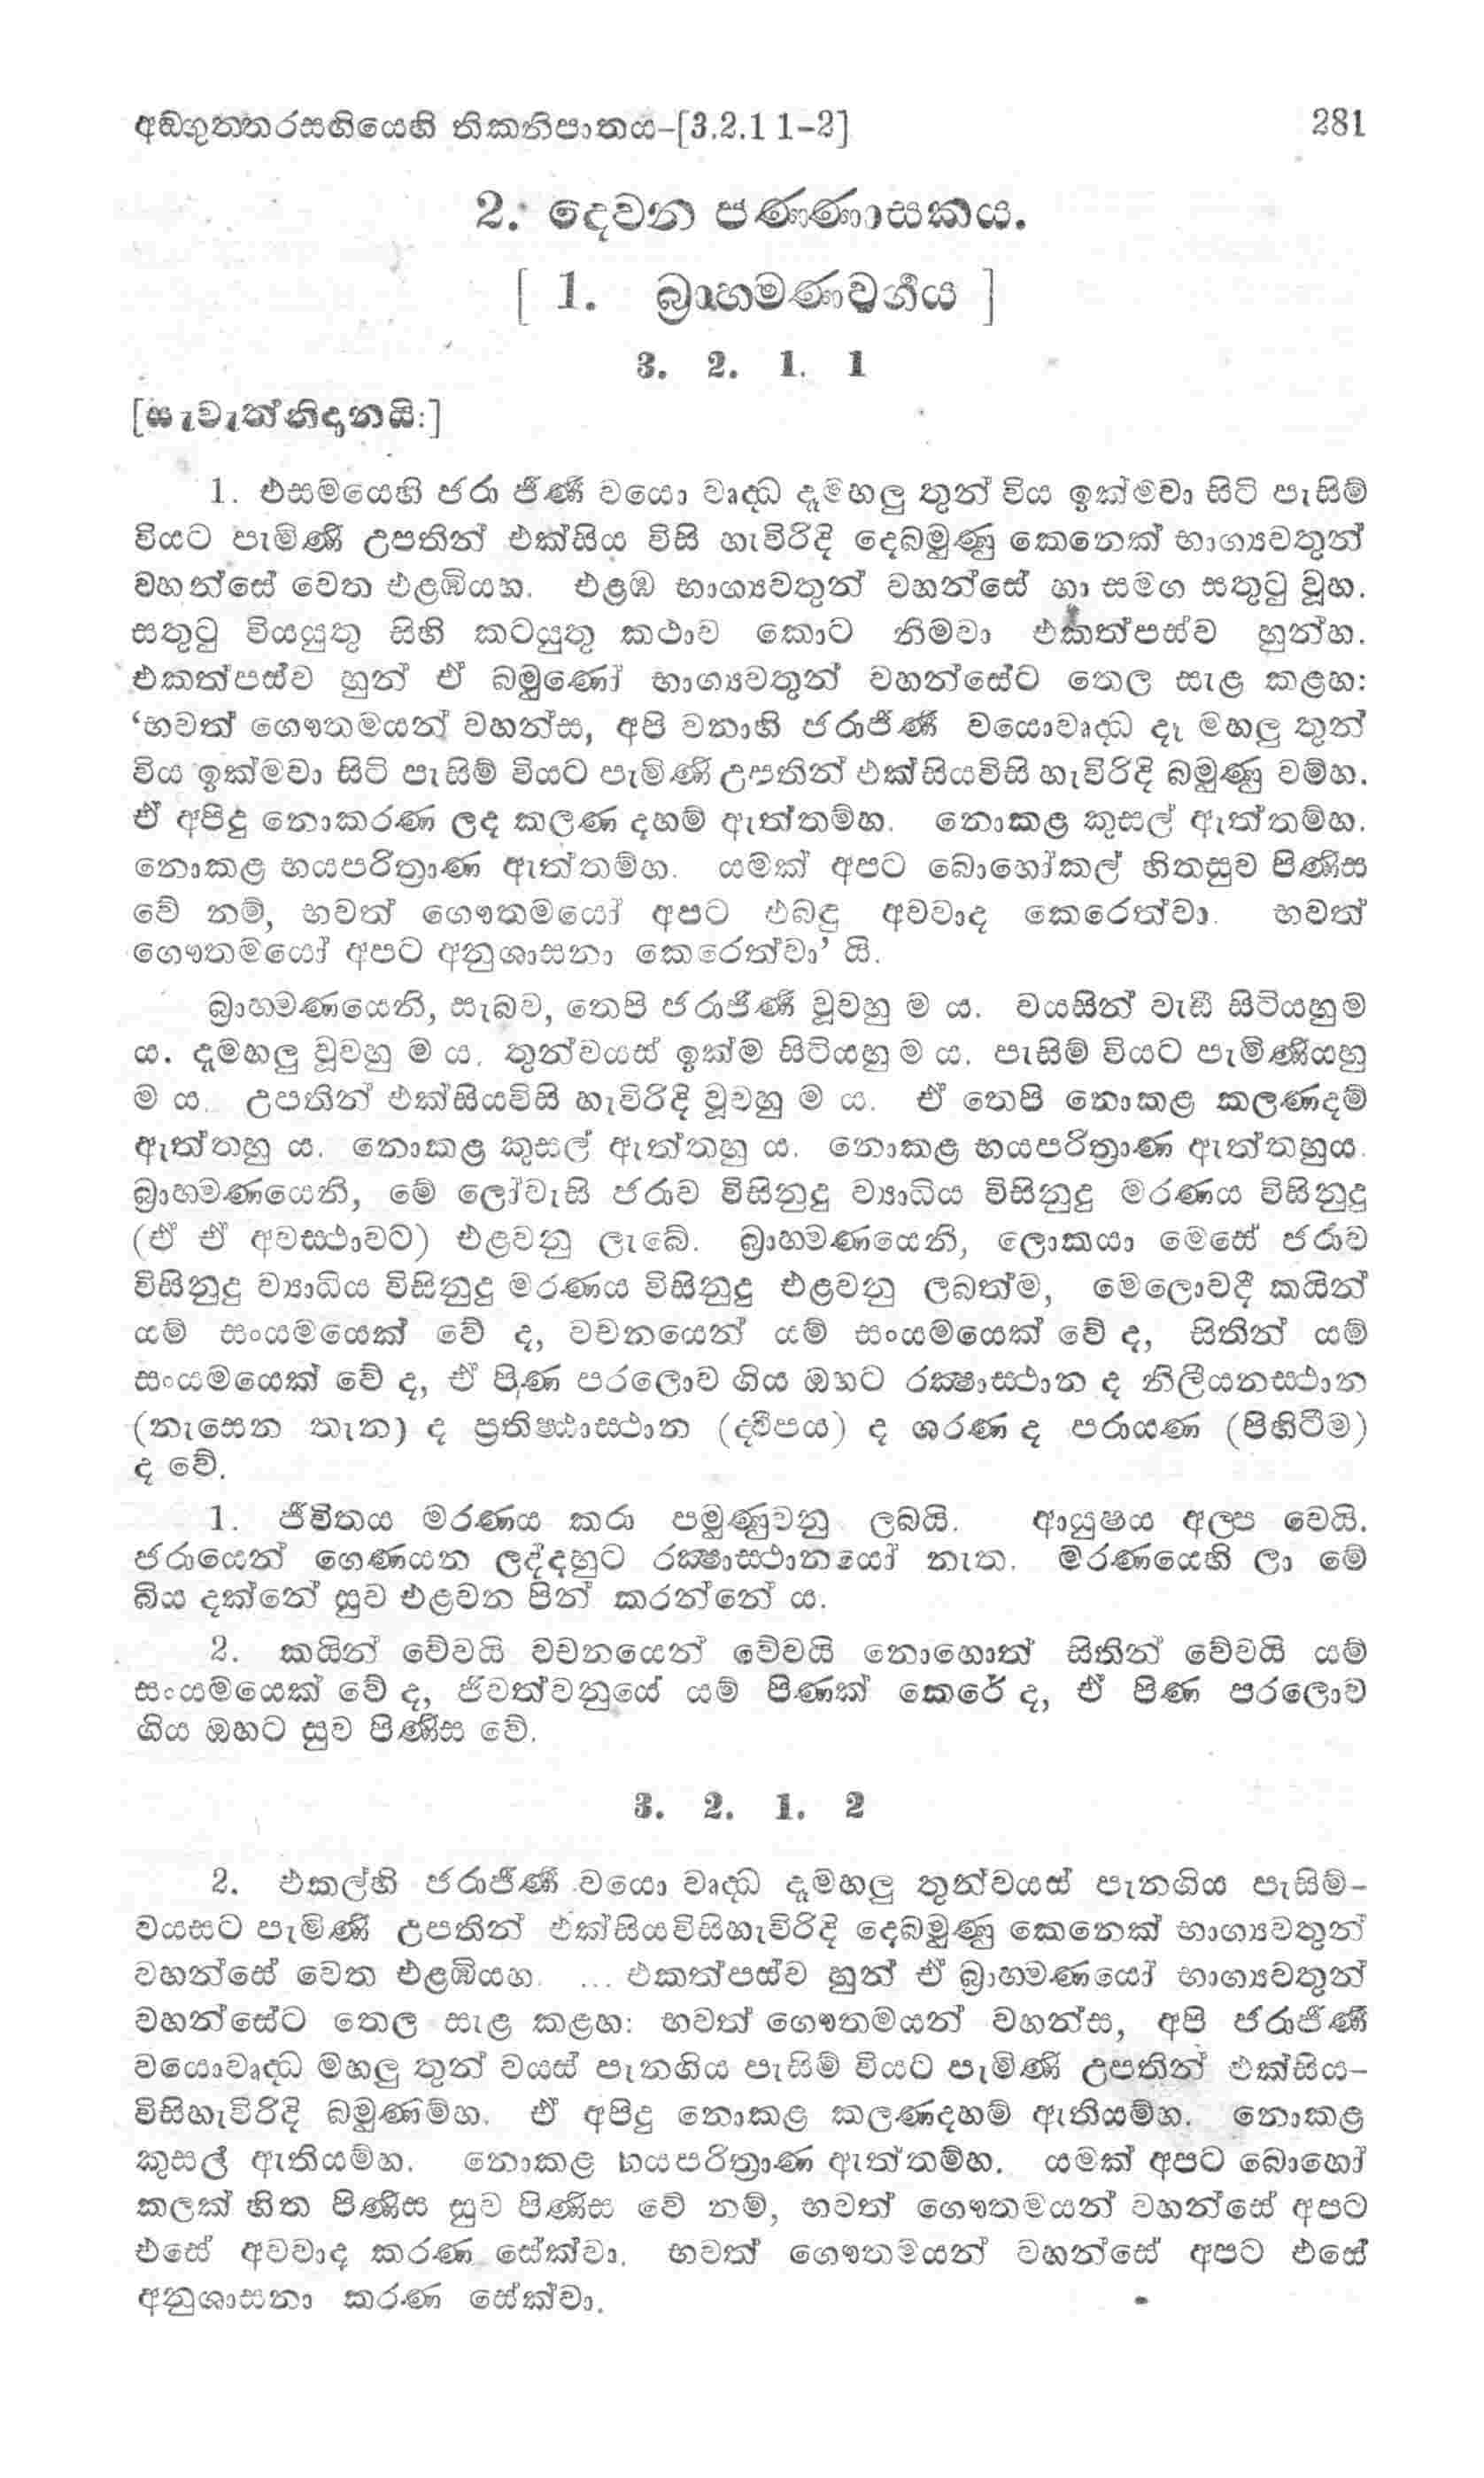 අඞ්ගුත්තරසඟියෙහි තිකනිපාතය-[3.2.1 1-2] 281
2. දෙවන පණ්ණාසකය.
[ 1. බ්‍රාහ්මණවර්ගය ]
3. 2. 1. 1
[සැවැත්නිදානයි:]
1. එසමයෙහි ජරා ජීර්ණ වයො වෘද්ධ දෑමහලු තුන් විය ඉක්මවා සිටි පැසිම්
වියට පැමිණි උපතින් එක්සිය විසි හැවිරිදි දෙබමුණු කෙනෙක් භාග්‍යවතුන්
වහන්සේ වෙත එළඹියහ. එළඹ භාග්‍යවතුන් වහන්සේ හා සමග සතුටු වූහ.
සතුටු වියයුතු සිහි කටයුතු කථාව කොට නිමවා එකත්පස්ව හුන්හ.
එකත්පස්ව හුන් ඒ බමුණෝ භාග්‍යවතුන් වහන්සේට තෙල සැළ කළහ:
‘භවත් ගෞතමයන් වහන්ස, අපි වනාහි ජරාජීර්ණ වයොවෘද්ධ දෑ මහලු තුන්
විය ඉක්මවා සිටි පැසිම් වියට පැමිණි උපතින් එක්සියවිසි හැවිරිදි බමුණු වම්හ.
ඒ අපිදු නොකරණ ලද කලණ දහම් ඇත්තම්හ. නොකළ කුසල් ඇත්තම්හ.
නොකළ භයපරිත්‍රාණ ඇත්තම්හ. යමක් අපට බොහෝකල් හිතසුව පිණිස
වේ නම්, භවත් ගෞතමයෝ අපට එබඳු අවවාද කෙරෙත්වා. භවත්
ගෞතමයෝ අපට අනුශාසනා කෙරෙත්වා’ යි.
බ්‍රාහ්මණයෙනි, සැබව, තෙපි ජරාජීර්ණ වූවහු ම ය. වයසින් වැඩී සිටියහුම
ය. දෑමහලු වූවහු ම ය. තුන්වයස් ඉක්ම සිටියහු ම ය. පැසිම් වියට පැමිණියහු
ම ය. උපතින් එක්සියවිසි හැවිරිදි වූවහු ම ය. ඒ තෙපි නොකළ කලණදම්
ඇත්තහු ය. නොකළ කුසල් ඇත්තහු ය. නොකළ භයපරිත්‍රාණ ඇත්තහුය.
බ්‍රාහ්මණයෙනි, මේ ලෝවැසි ජරාව විසිනුදු ව්‍යාධිය විසිනුදු මරණය විසිනුදු
(ඒ ඒ අවස්ථාවට) එළවනු ලැබේ. බ්‍රාහ්මණයෙනි, ලොකයා මෙසේ ජරාව
විසිනුදු ව්‍යාධිය විසිනුදු මරණය විසිනුදු එළවනු ලබත්ම, මෙලොවදී කයින්
යම් සංයමයෙක් වේ ද, වචනයෙන් යම් සංයමයෙක් වේ ද, සිතින් යම්
සංයමයෙක් වේ ද, ඒ පිණ පරලොව ගිය ඔහට රක්‍ෂාස්ථාන ද නිලීයනස්ථාන
(නැසෙන තැන) ද ප්‍රතිෂ්ඨාස්ථාන (ද්වීපය) ද ශරණ ද පරායණ (පිහිටීම)
ද වේ.
1. ජීවිතය මරණය කරා පමුණුවනු ලබයි. ආයුෂය අල්ප වෙයි.
ජරායෙන් ගෙණයන ලද්දහුට රක්‍ෂාස්ථානයෝ නැත. මරණයෙහි ලා මේ
බිය දක්නේ සුව එළවන පින් කරන්නේ ය.
2. කයින් වේවයි වචනයෙන් වේවයි නොහොත් සිතින් වේවයි යම්
සංයමයෙක් වේ ද, ජීවත්වනුයේ යම් පිණක් කෙරේ ද, ඒ පිණ පරලොව
ගිය ඔහට සුව පිණිස වේ.
3. 2. 1. 2
2. එකල්හි ජරාජීර්ණ වයො වෘද්ධ දෑමහලු තුන්වයස් පැනගිය පැසිම්-
වයසට පැමිණි උපතින් එක්සියවිසිහැවිරිදි දෙබමුණු කෙනෙක් භාග්‍යවතුන්
වහන්සේ වෙත එළඹියහ. ... එකත්පස්ව හුන් ඒ බ්‍රාහ්මණයෝ භාග්‍යවතුන්
වහන්සේට තෙල සැළ කළහ: භවත් ගෞතමයන් වහන්ස, අපි ජරාජීර්ණ
වයොවෘද්ධ මහලු තුන් වයස් පැනගිය පැසිම් වියට පැමිණි උපතින් එක්සිය-
විසිහැවිරිදි බමුණම්හ. ඒ අපිදු නොකළ කලණදහම් ඇතියම්හ. නොකළ
කුසල් ඇතියම්හ. නොකළ භයපරිත්‍රාණ ඇත්තම්හ. යමක් අපට බොහෝ
කලක් හිත පිණිස සුව පිණිස වේ නම්, භවත් ගෞතමයන් වහන්සේ අපට
එසේ අවවාද කරණ සේක්වා. භවත් ගෞතමයන් වහන්සේ අපට එසේ
අනුශාසනා කරණ සේක්වා.